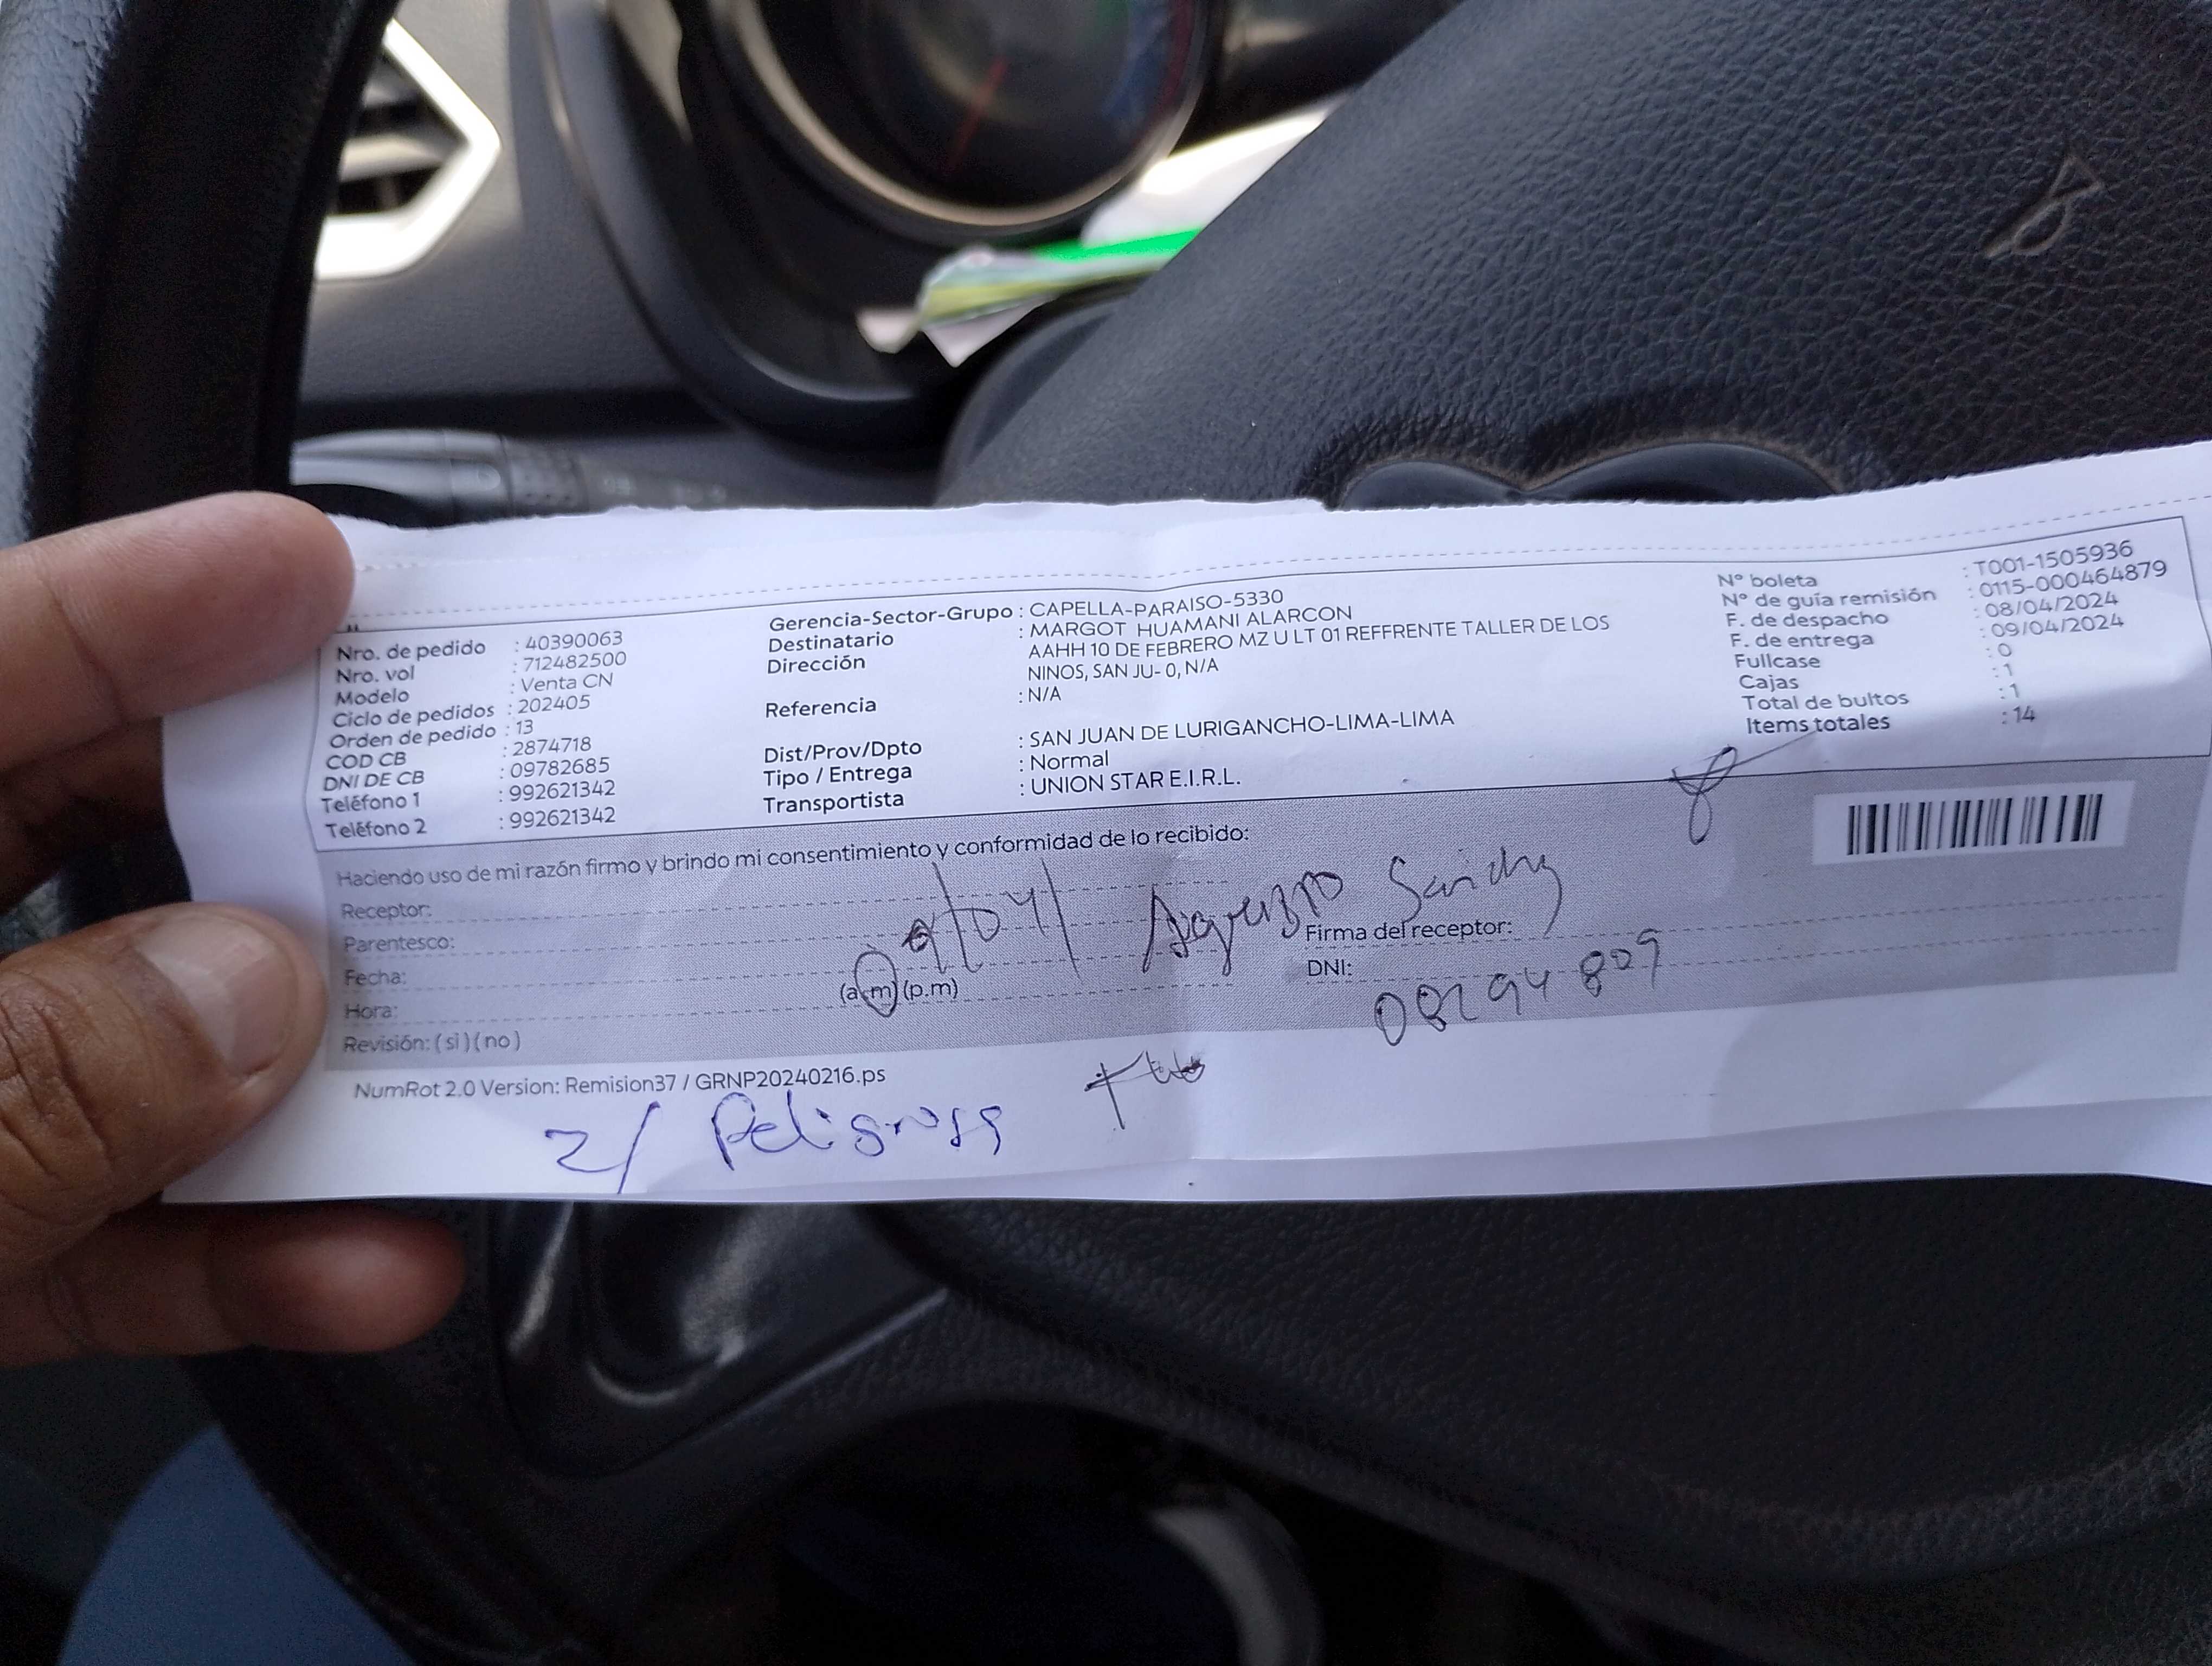 Nro. de pedido : 40390063
Nro. vol : 712482500
Modelo : Venta CN
Ciclo de pedidos : 202405
Orden de pedido : 13
COD CB : 2874718
DNI DE CB : 09782685
Teléfono 1 : 992621342
Teléfono 2 : 992621342
Gerencia-Sector-Grupo : CAPELLA-PARAISO-5330
Destinatario : MARGOT HUAMANI ALARCON
Dirección AAHH 10 DE FEBRERO MZ U LT 01 REFFRENTE TALLER DE LOS
NINOS, SAN JU- 0, N/A
Referencia : N/A
Dist/Prov/Dpto : SAN JUAN DE LURIGANCHO-LIMA-LIMA
Tipo / Entrega : Normal
Transportista : UNION STAR E.I.R.L.
N° boleta : T001-1505936
N° de guía remisión : 0115-000464879
F. de despacho : 08/04/2024
F. de entrega : 09/04/2024
Fullcase : 0
Cajas : 1
Total de bultos : 1
Items totales : 14
Haciendo uso de mi razón firmo y brindo mi consentimiento y conformidad de lo recibido:
Receptor:
Parentesco:
Fecha: 9/04/
Hora: (a.m) (p.m)
Revisión: ( si ) ( no )
Firma del receptor:
DNI: 08294809
NumRot 2.0 Version: Remision37 / GRNP20240216.ps